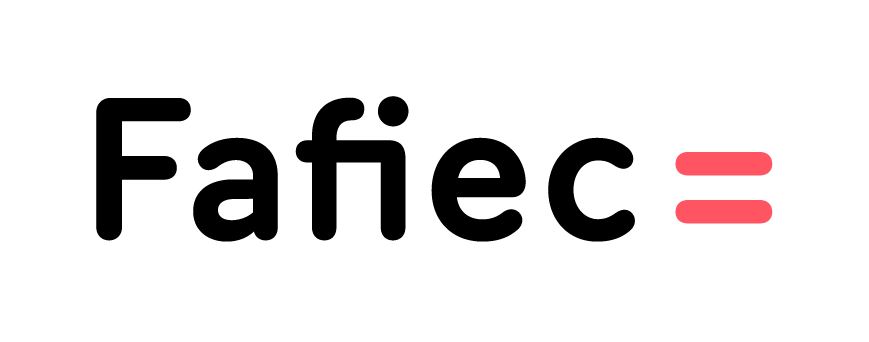 Fafiec =